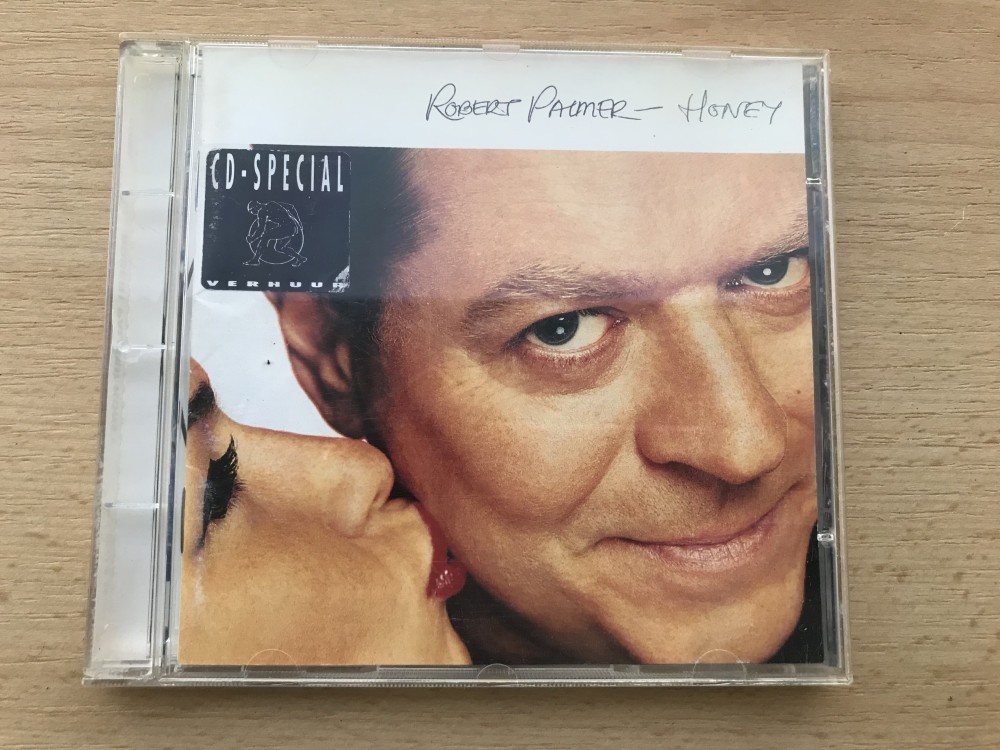 ROBERT PALMER – HONEY
CD-SPECIAL
VERHUUR